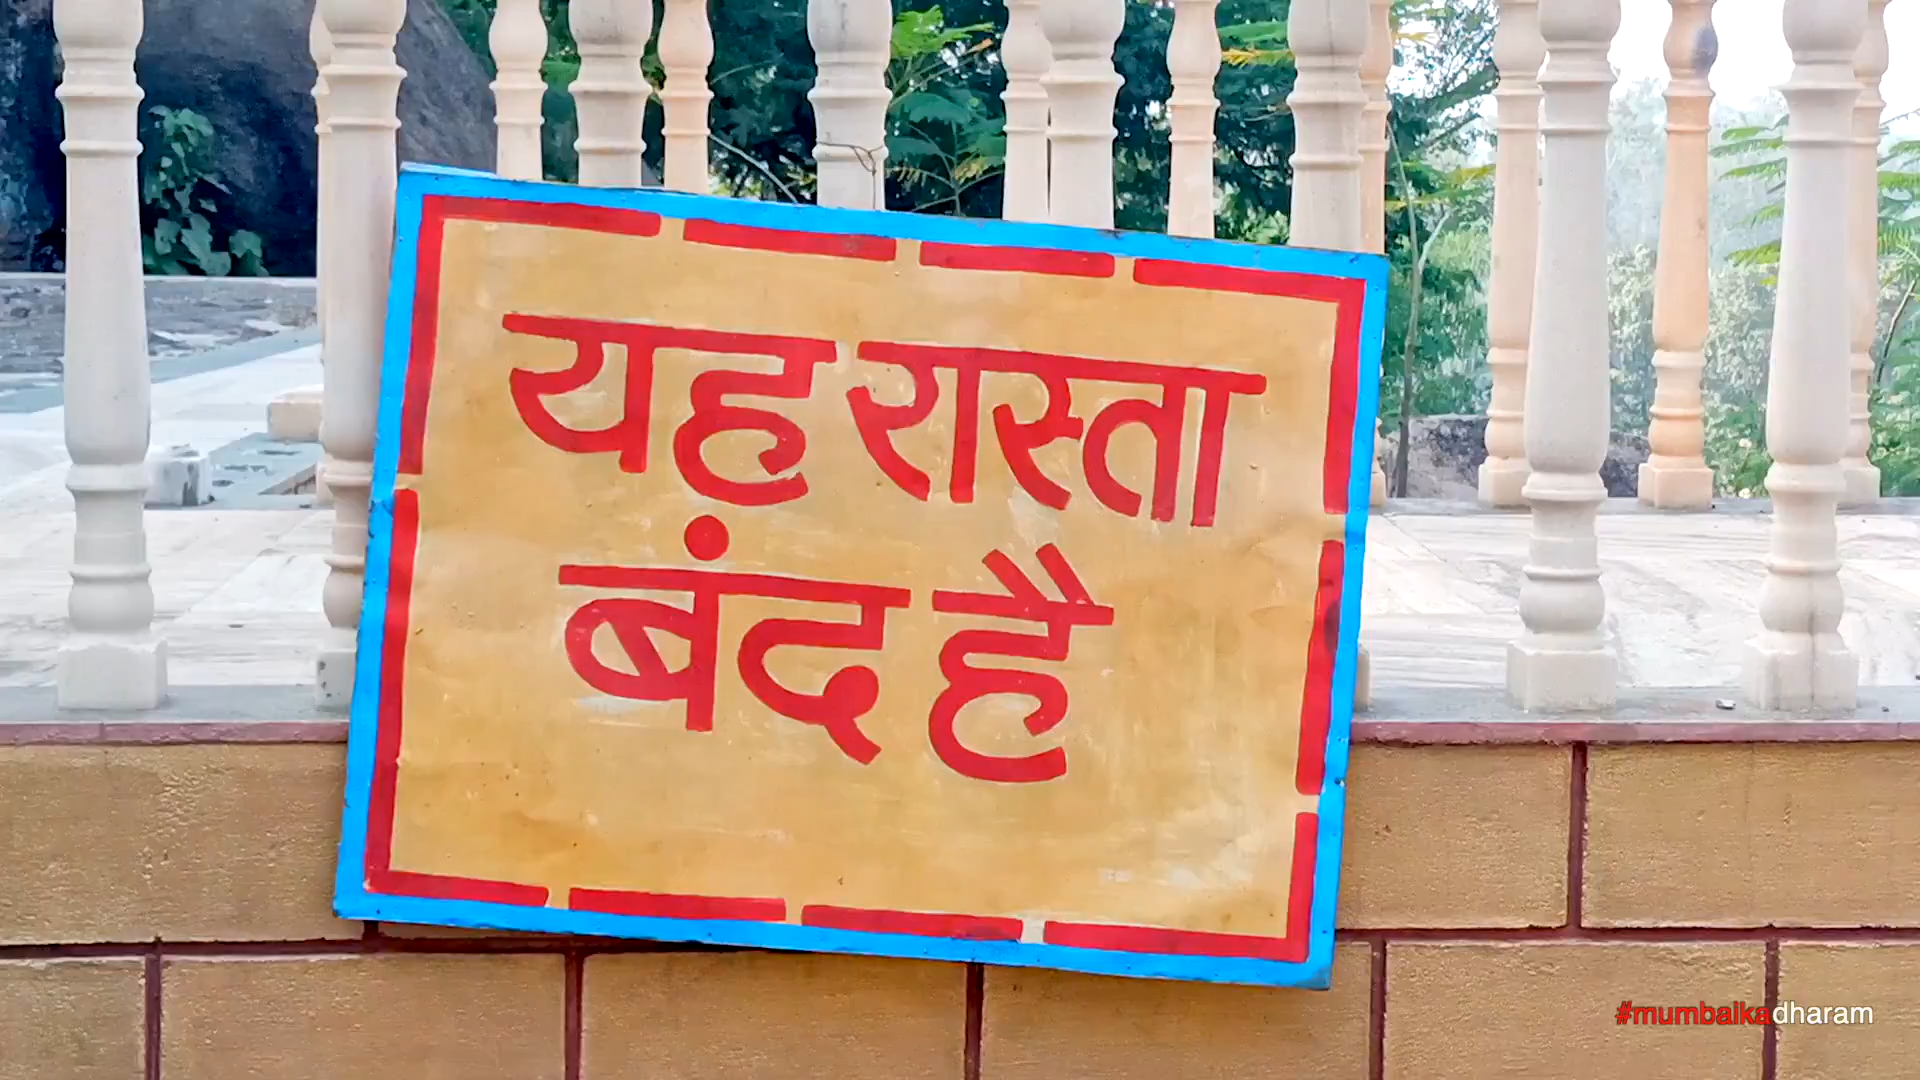 यह रास्ता
बंद है
#mumbaikadharam